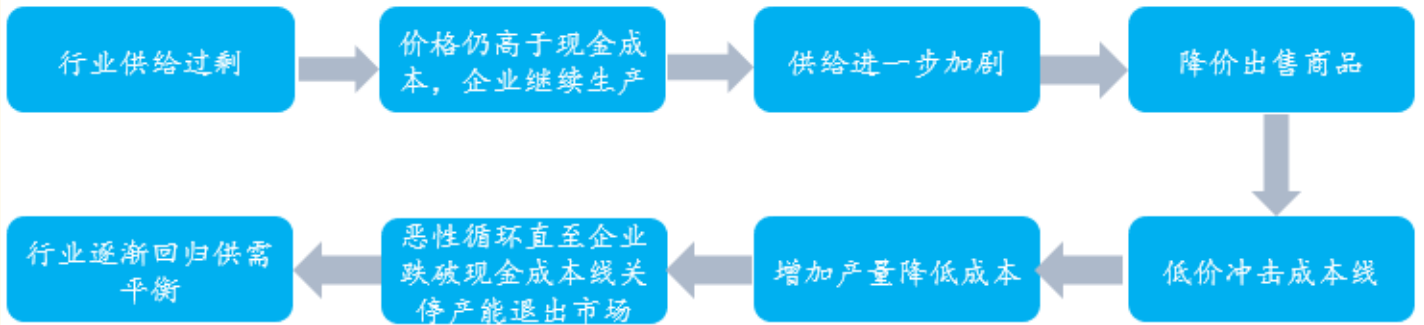 行业供给过剩
价格仍高于现金成
本，企业继续生产
供给进一步加剧
降价出售商品
低价冲击成本线
增加产量降低成本
恶性循环直至企业
跌破现金成本线关
停产能退出市场
行业逐渐回归供需
平衡